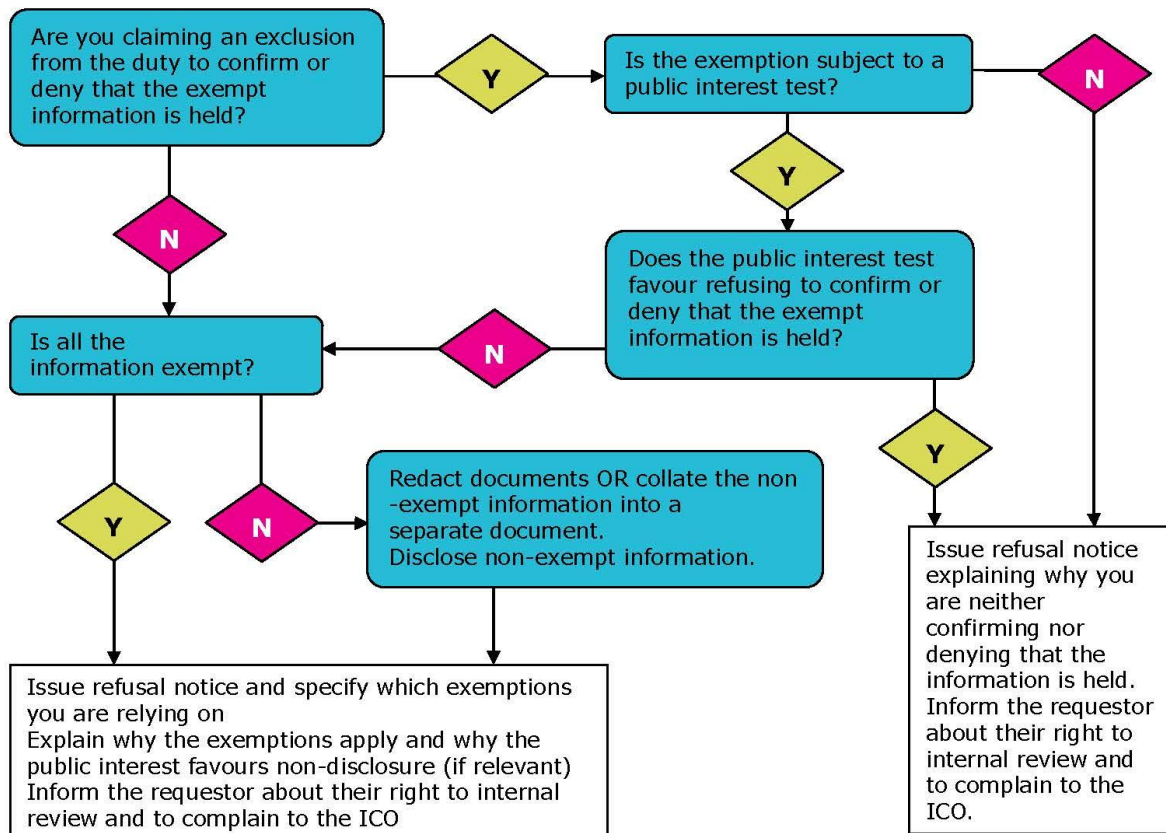 Are you claiming an exclusion
from the duty to confirm or
deny that the exempt
information is held?
Y
Is the exemption subject to a
public interest test?
N
Y
N
Does the public interest test
favour refusing to confirm or
deny that the exempt
information is held?
Is all the
information exempt?
N
Y
Y
N
Redact documents OR collate the non
-exempt information into a
separate document.
Disclose non-exempt information.
Issue refusal notice and specify which exemptions
you are relying on
Explain why the exemptions apply and why the
public interest favours non-disclosure (if relevant)
Inform the requestor about their right to internal
review and to complain to the ICO
Issue refusal notice
explaining why you
are neither
confirming nor
denying that the
information is held.
Inform the requestor
about their right to
internal review and
to complain to the
ICO.